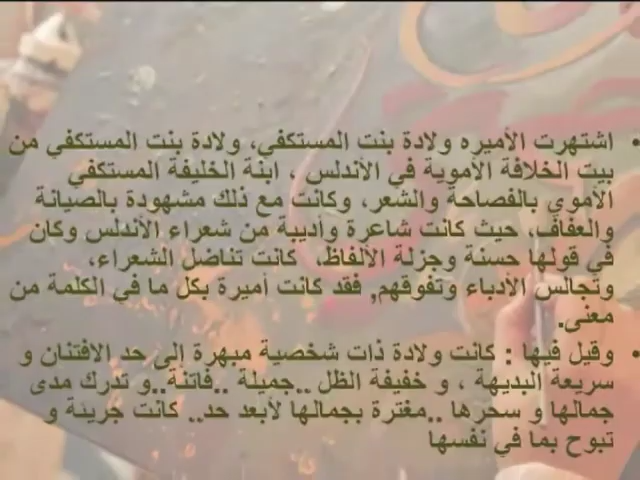 • اشتهرت الأميره ولادة بنت المستكفي، ولادة بنت المستكفي من
بيت الخلافة الأموية في الأندلس ، ابنة الخليفة المستكفي
الأموي بالفصاحة والشعر، وكانت مع ذلك مشهودة بالصيانة
والعفاف، حيث كانت شاعرة وأديبة من شعراء الأندلس وكان
في قولها حسنة وجزلة الألفاظ، كانت تناضل الشعراء،
وتجالس الأدباء وتفوقهم, فقد كانت أميرة بكل ما في الكلمة من
معنى.
• وقيل فيها : كانت ولادة ذات شخصية مبهرة إلى حد الافتنان و
سريعة البديهة ، و خفيفة الظل ..جميلة ..فاتنة..و تدرك مدى
جمالها و سحرها ..مغترة بجمالها لأبعد حد.. كانت جريئة و
تبوح بما في نفسها